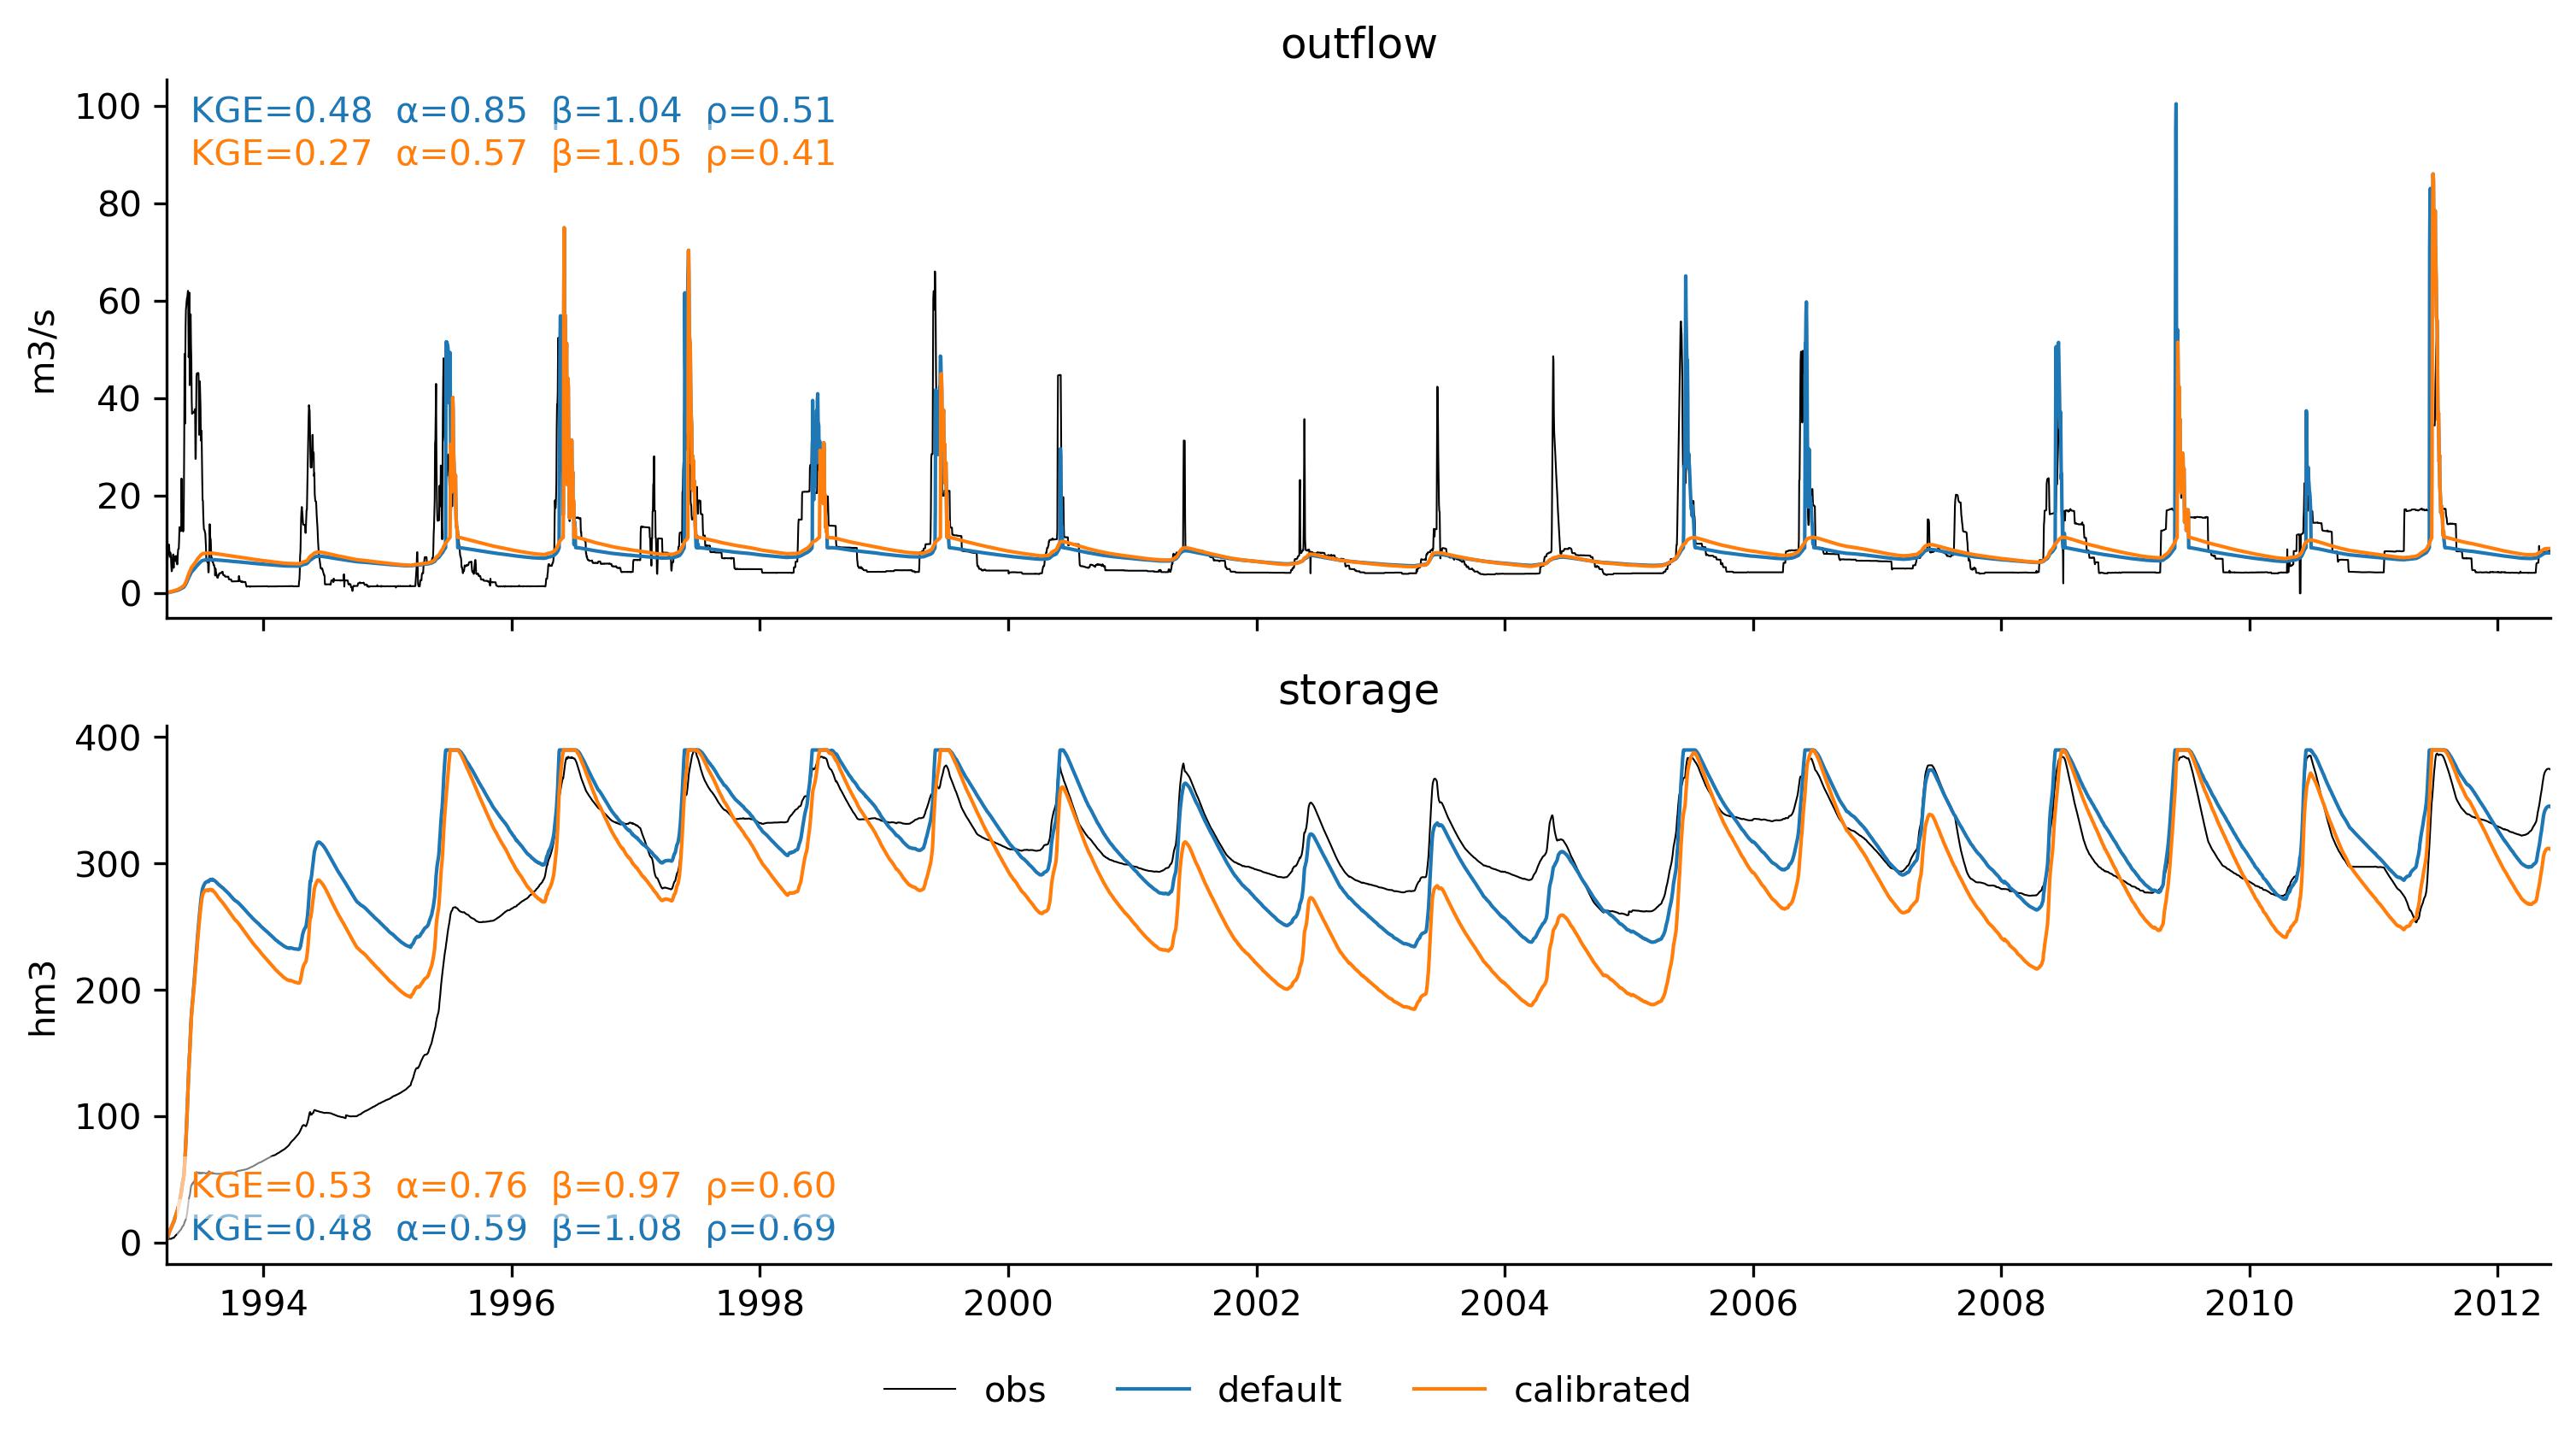 outflow
KGE=0.48 α=0.85 β=1.04 ρ=0.51
KGE=0.27 α=0.57 β=1.05 ρ=0.41
100
80
60
40
20
0
m3/s
storage
400
300
200
100
0
hm3
KGE=0.53 α=0.76 β=0.97 ρ=0.60
KGE=0.48 α=0.59 β=1.08 ρ=0.69
1994 1996 1998 2000 2002 2004 2006 2008 2010 2012
obs default calibrated